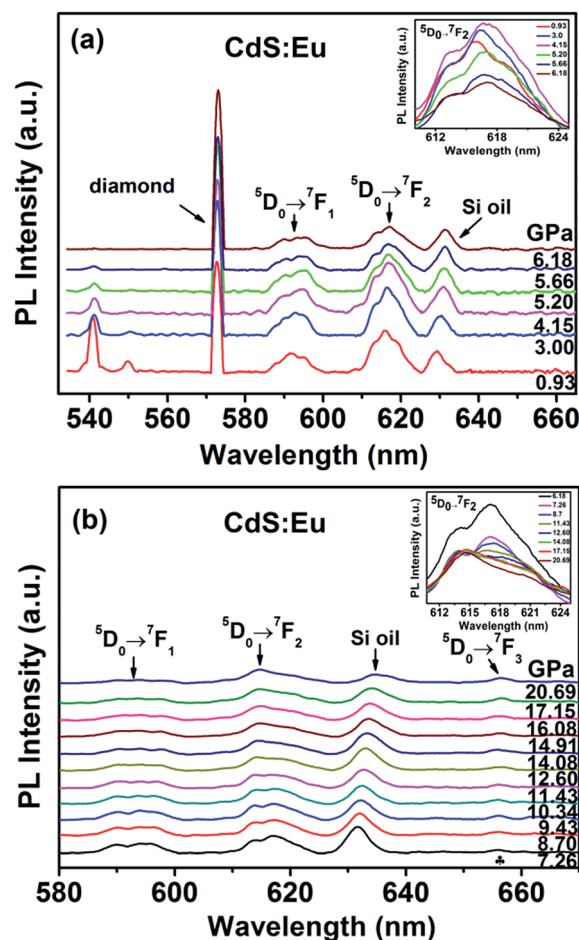 (a)
CdS:Eu
⁵D₀→⁷F₂
0.93
3.0
4.15
5.20
5.66
6.18
PL Intensity (a.u.)
612 618 624
Wavelength (nm)
diamond
⁵D₀→⁷F₁
⁵D₀→⁷F₂
Si oil
GPa
6.18
5.66
5.20
4.15
3.00
0.93
PL Intensity (a.u.)
540 560 580 600 620 640 660
Wavelength (nm)
(b)
CdS:Eu
⁵D₀→⁷F₂
6.18
7.26
8.7
11.43
12.60
14.08
17.15
20.69
PL Intensity (a.u.)
612 615 618 621 624
Wavelength (nm)
⁵D₀→⁷F₁
⁵D₀→⁷F₂
Si oil
⁵D₀→⁷F₃
GPa
20.69
17.15
16.08
14.91
14.08
12.60
11.43
10.34
9.43
8.70
7.26
♣
PL Intensity (a.u.)
580 600 620 640 660
Wavelength (nm)